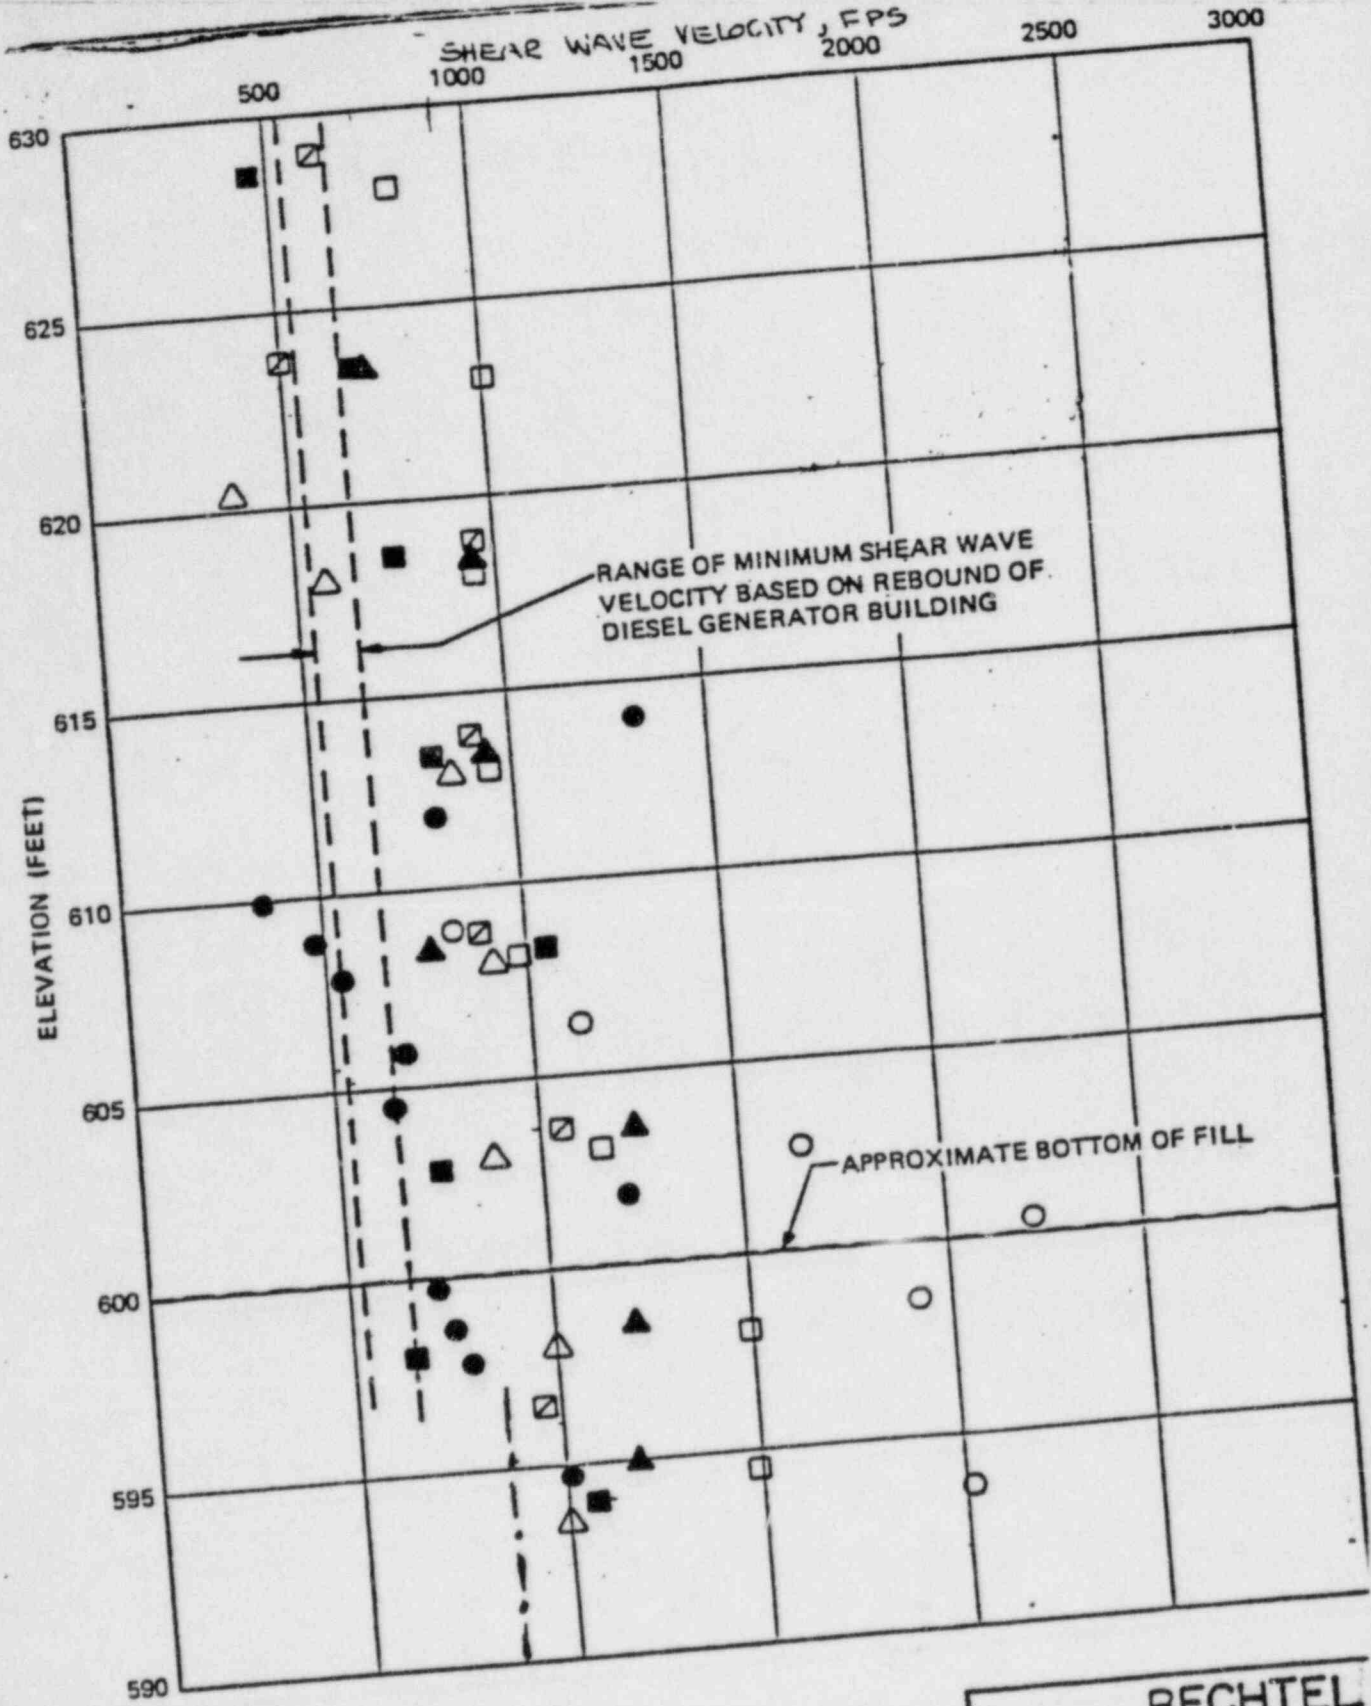 SHEAR WAVE VELOCITY, FPS
500 1000 1500 2000 2500 3000
630
625
620
RANGE OF MINIMUM SHEAR WAVE
VELOCITY BASED ON REBOUND OF
DIESEL GENERATOR BUILDING
615
ELEVATION (FEET)
610
605
APPROXIMATE BOTTOM OF FILL
600
595
590
BECHTEL